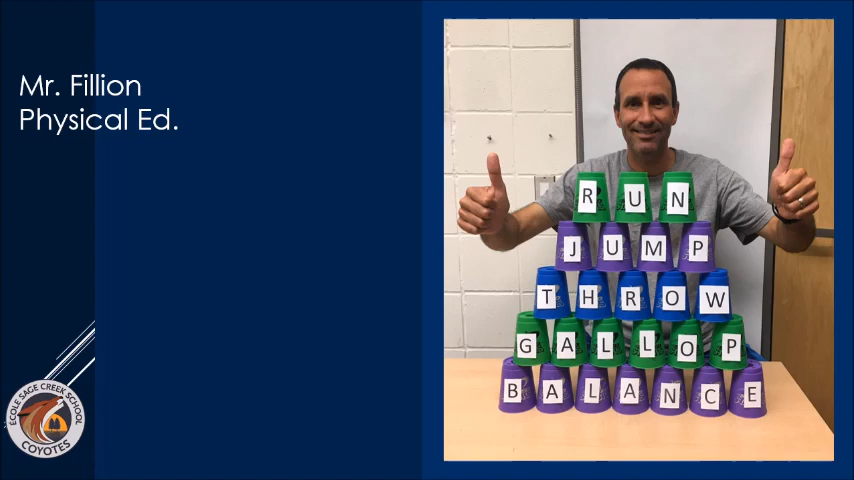 Mr. Fillion
Physical Ed.
RUN
JUMP
THROW
GALLOP
BALANCE
ÉCOLE SAGE CREEK SCHOOL
COYOTES